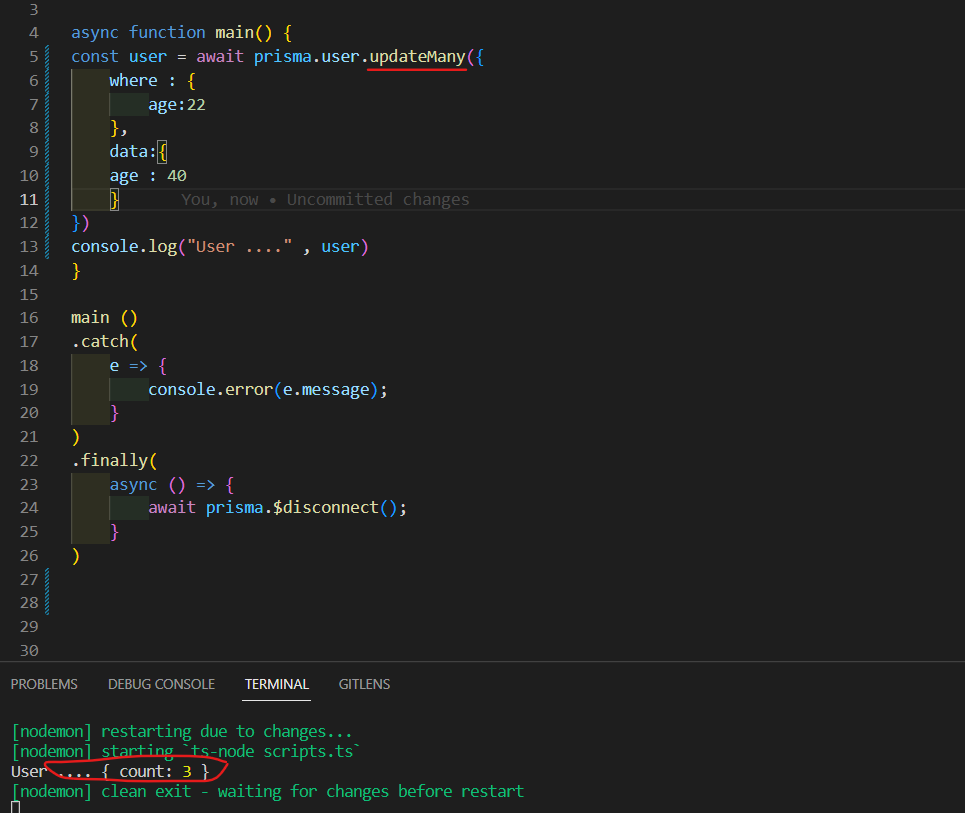 3
4 async function main() {
5 const user = await prisma.user.updateMany({
6 where : {
7 age:22
8 },
9 data:{
10 age : 40
11 } You, now • Uncommitted changes
12 })
13 console.log("User ...." , user)
14 }
15
16 main ()
17 .catch(
18 e => {
19 console.error(e.message);
20 }
21 )
22 .finally(
23 async () => {
24 await prisma.$disconnect();
25 }
26 )
27
28
29
30
PROBLEMS DEBUG CONSOLE TERMINAL GITLENS
[nodemon] restarting due to changes...
[nodemon] starting `ts-node scripts.ts`
User .... { count: 3 }
[nodemon] clean exit - waiting for changes before restart